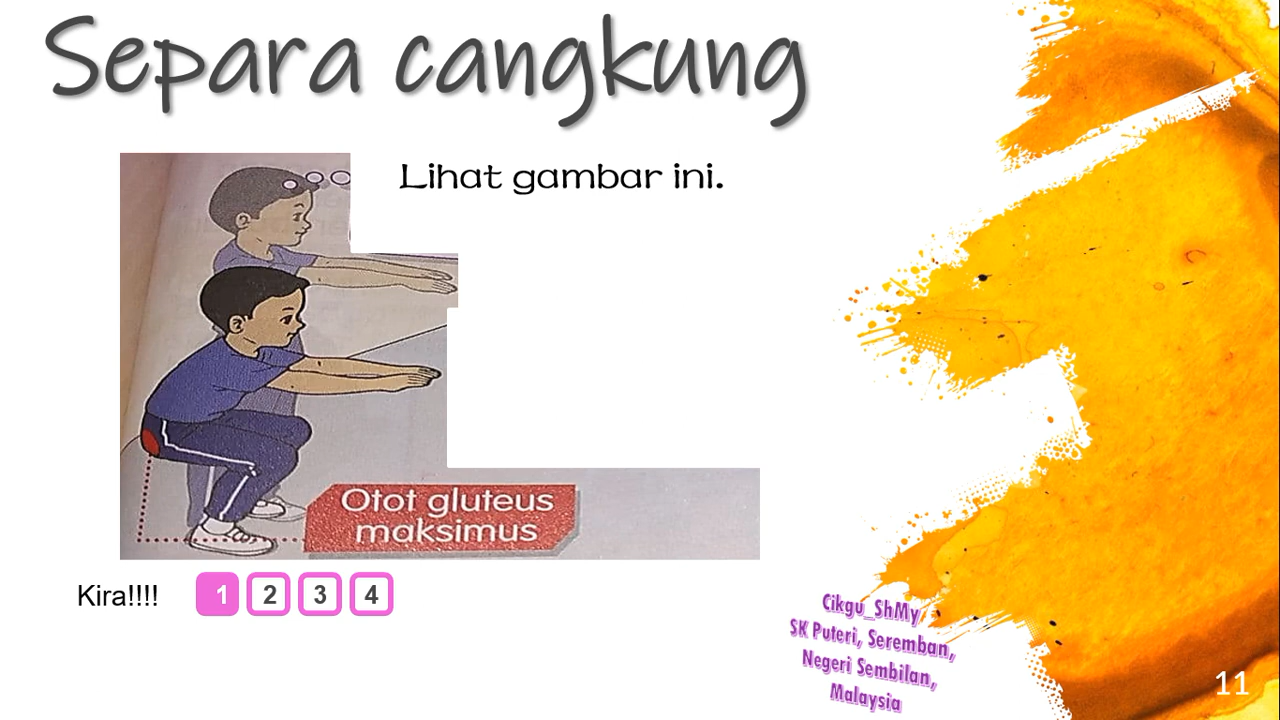 Separa cangkung
Lihat gambar ini.
Otot gluteus
maksimus
Kira!!!! 1 2 3 4
Cikgu_ShMy
SK Puteri, Seremban,
Negeri Sembilan,
Malaysia
11